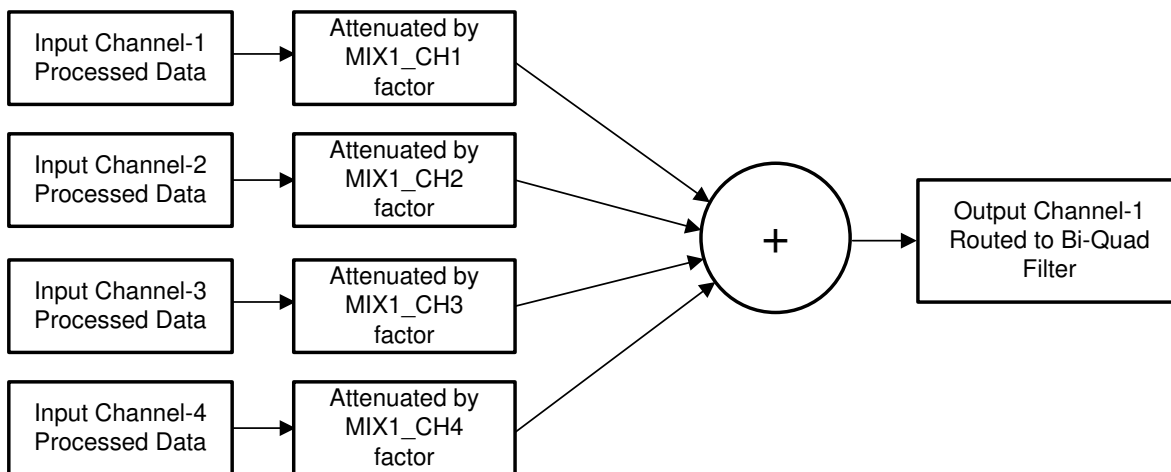 Input Channel-1
Processed Data
Attenuated by
MIX1_CH1
factor
Input Channel-2
Processed Data
Attenuated by
MIX1_CH2
factor
Input Channel-3
Processed Data
Attenuated by
MIX1_CH3
factor
Input Channel-4
Processed Data
Attenuated by
MIX1_CH4
factor
+
Output Channel-1
Routed to Bi-Quad
Filter